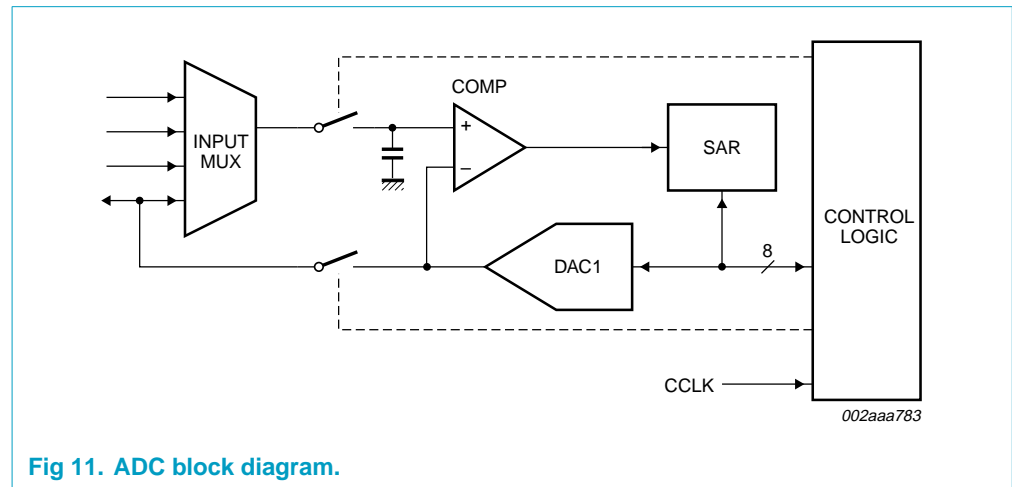 COMP
+
−
INPUT
MUX
SAR
CONTROL
LOGIC
8
DAC1
CCLK
002aaa783
Fig 11. ADC block diagram.